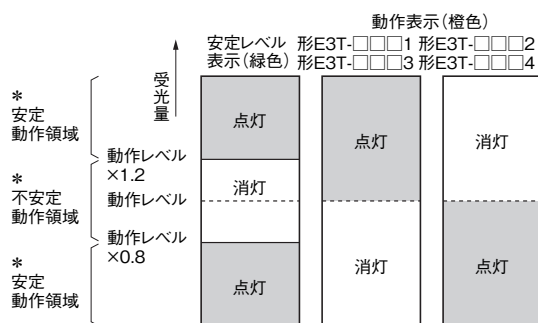 動作表示(橙色)
安定レベル 形E3T-□□□1 形E3T-□□□2
表示(緑色) 形E3T-□□□3 形E3T-□□□4
受光量
*
安定
動作領域
点灯
点灯
消灯
動作レベル
×1.2
*
不安定
動作領域
消灯
動作レベル
動作レベル
×0.8
*
安定
動作領域
点灯
消灯
点灯